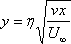 y = η√(νx / U∞)